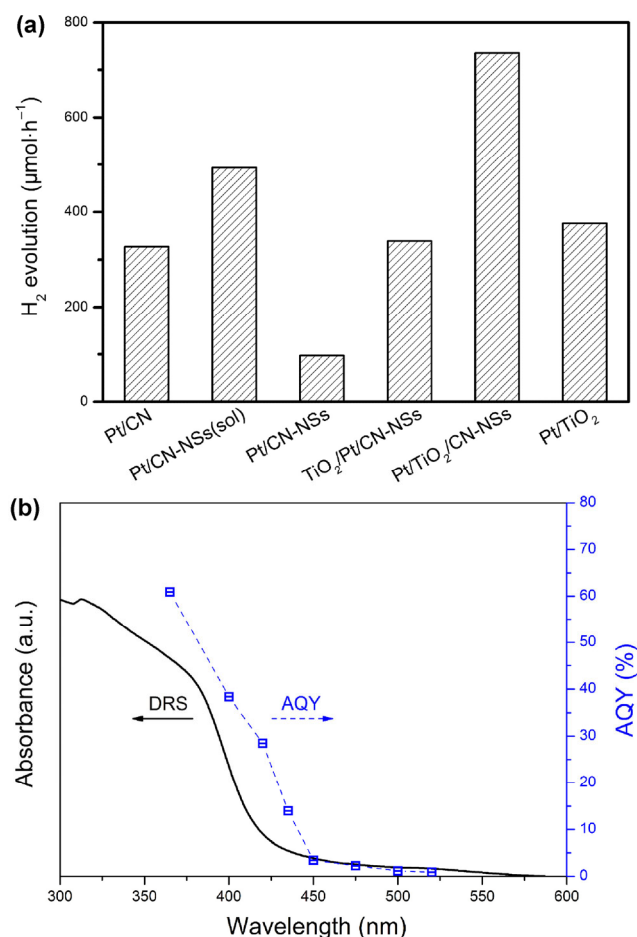 (a)
H₂ evolution (μmol·h⁻¹)
800
600
400
200
0
Pt/CN
Pt/CN-NSs(sol)
Pt/CN-NSs
TiO₂/Pt/CN-NSs
Pt/TiO₂/CN-NSs
Pt/TiO₂
(b)
Absorbance (a.u.)
DRS
AQY
80
70
60
50
40
30
20
10
0
AQY (%)
300 350 400 450 500 550 600
Wavelength (nm)